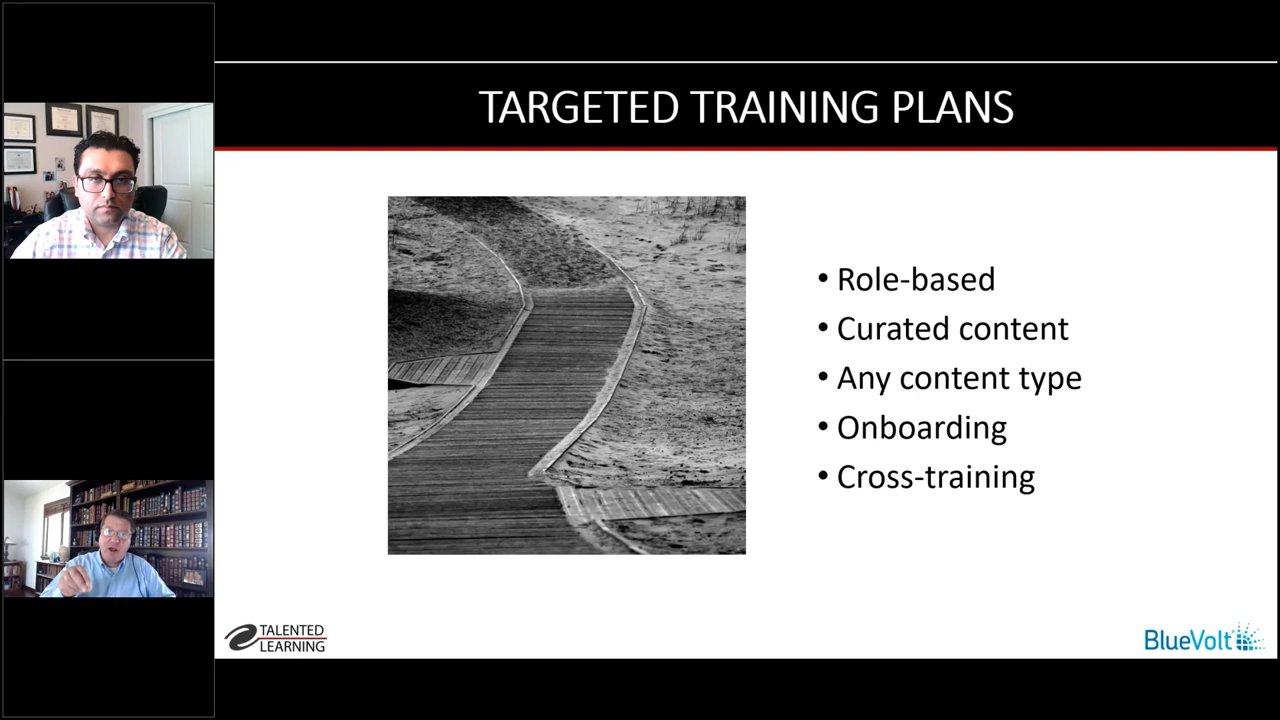 TARGETED TRAINING PLANS
• Role-based
• Curated content
• Any content type
• Onboarding
• Cross-training
TALENTED
LEARNING
BlueVolt